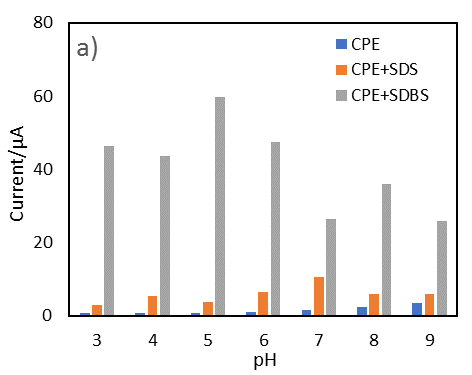 a)
CPE
CPE+SDS
CPE+SDBS
Current/µA
80
60
40
20
0
3 4 5 6 7 8 9
pH